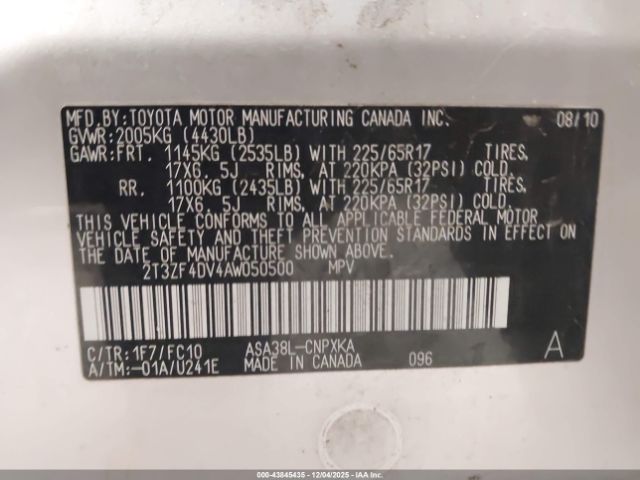 MFD.BY:TOYOTA MOTOR MANUFACTURING CANADA INC. 08/10
GVWR:2005KG (4430LB)
GAWR:FRT. 1145KG (2535LB) WITH 225/65R17 TIRES,
17X6.5J RIMS, AT 220KPA (32PSI) COLD.
RR. 1100KG (2435LB) WITH 225/65R17 TIRES,
17X6.5J RIMS, AT 220KPA (32PSI) COLD.
THIS VEHICLE CONFORMS TO ALL APPLICABLE FEDERAL MOTOR
VEHICLE SAFETY AND THEFT PREVENTION STANDARDS IN EFFECT ON
THE DATE OF MANUFACTURE SHOWN ABOVE.
2T3ZF4DV4AW050500 MPV
C/TR:1F7/FC10 ASA38L-CNPXKA A
A/TM:-01A/U241E MADE IN CANADA 096
000-43845435 - 12/04/2025 - IAAI.COM